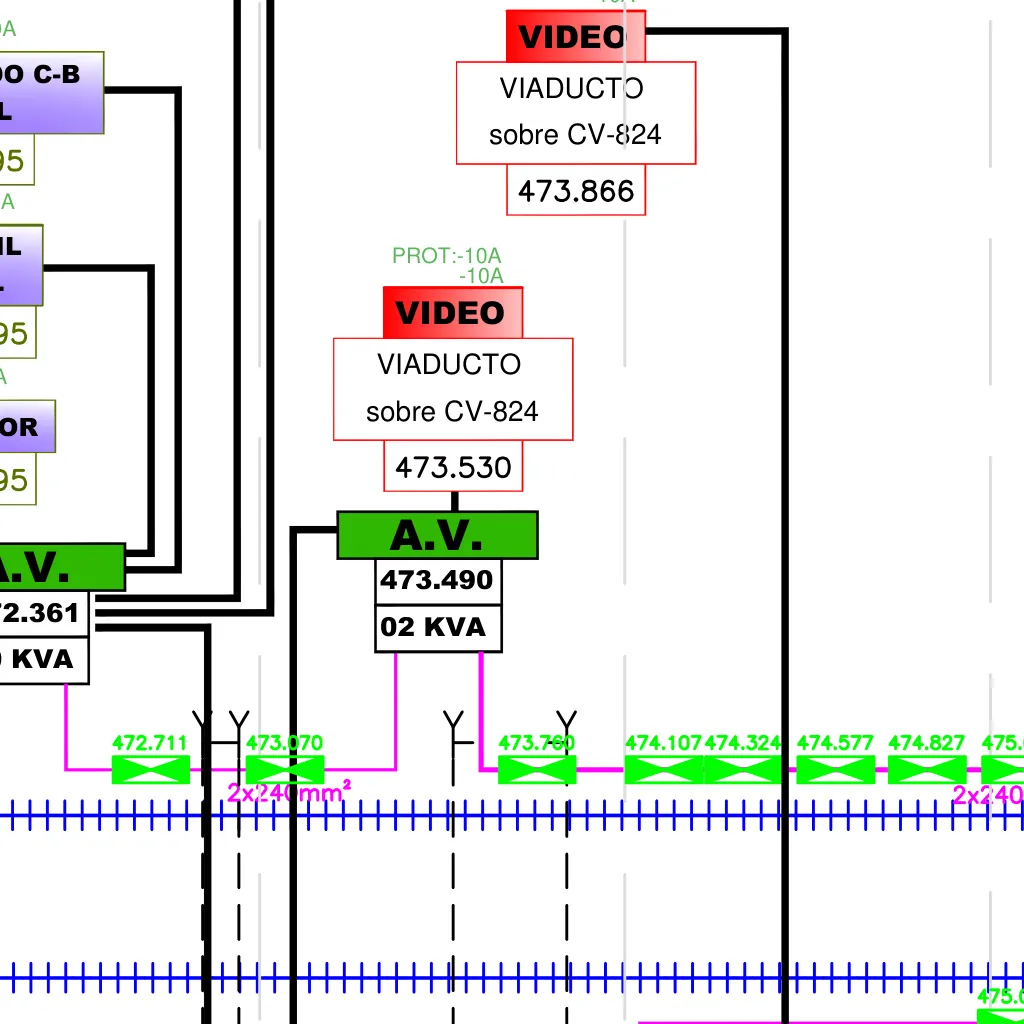 -10A
VIDEO
VIADUCTO
sobre CV-824
473.866
PROT:-10A
-10A
VIDEO
VIADUCTO
sobre CV-824
473.530
A.V.
473.490
02 KVA
C-B
95
95
95
A.V.
KVA
472.711
473.070
2x240mm²
473.760
474.107
474.324
474.577
474.827